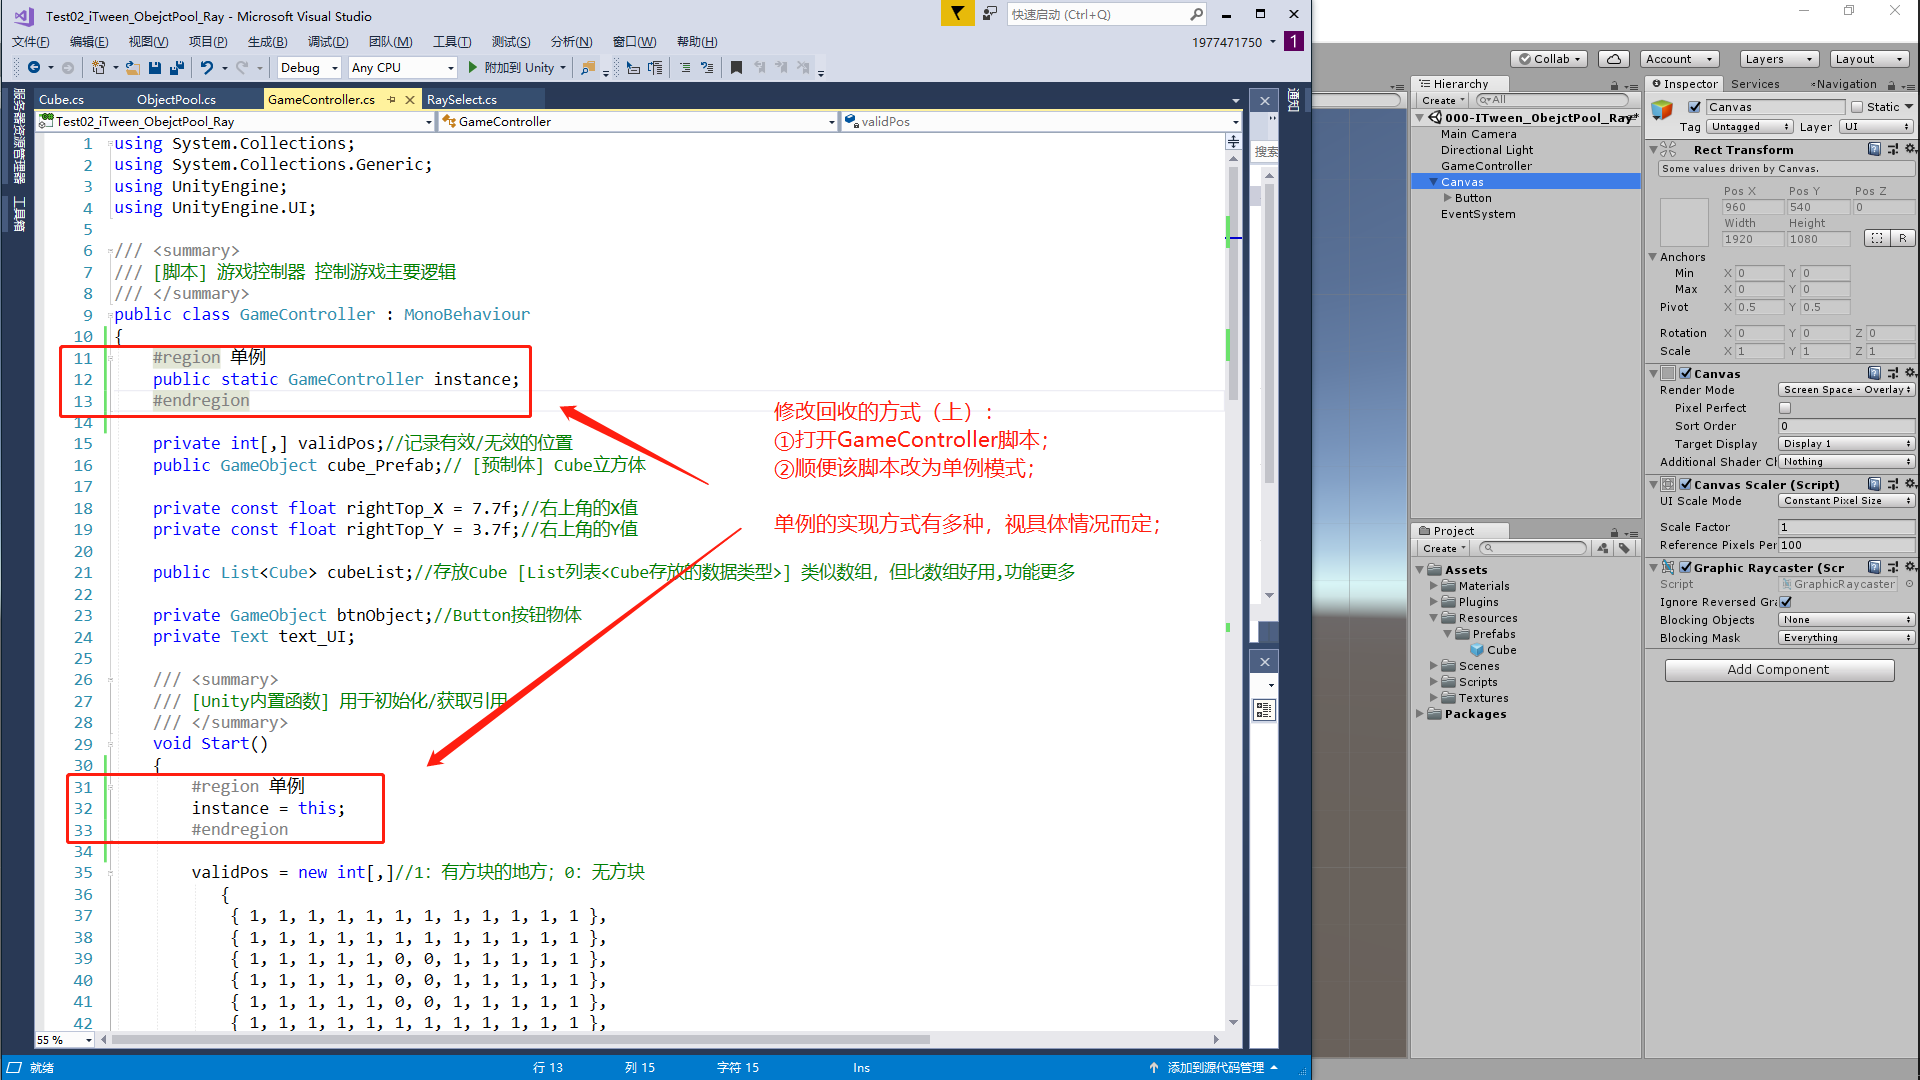 Test02_iTween_ObejctPool_Ray - Microsoft Visual Studio
快速启动 (Ctrl+Q)
文件(F) 编辑(E) 视图(V) 项目(P) 生成(B) 调试(D) 团队(M) 工具(T) 测试(S) 分析(N) 窗口(W) 帮助(H)
1977471750
1
Debug Any CPU 附加到 Unity
服务器资源管理器
工具箱
Cube.cs ObjectPool.cs GameController.cs RaySelect.cs
Test02_iTween_ObejctPool_Ray GameController validPos
通知
搜索
1 using System.Collections;
2 using System.Collections.Generic;
3 using UnityEngine;
4 using UnityEngine.UI;
5
6 /// <summary>
7 /// [脚本] 游戏控制器 控制游戏主要逻辑
8 /// </summary>
9 public class GameController : MonoBehaviour
10 {
11 #region 单例
12 public static GameController instance;
13 #endregion
14
15 private int[,] validPos;//记录有效/无效的位置
16 public GameObject cube_Prefab;// [预制体] Cube立方体
17
18 private const float rightTop_X = 7.7f;//右上角的X值
19 private const float rightTop_Y = 3.7f;//右上角的Y值
20
21 public List<Cube> cubeList;//存放Cube [List列表<Cube存放的数据类型>] 类似数组，但比数组好用,功能更多
22
23 private GameObject btnObject;//Button按钮物体
24 private Text text_UI;
25
26 /// <summary>
27 /// [Unity内置函数] 用于初始化/获取引用
28 /// </summary>
29 void Start()
30 {
31 #region 单例
32 instance = this;
33 #endregion
34
35 validPos = new int[,]//1: 有方块的地方；0: 无方块
36 {
37 { 1, 1, 1, 1, 1, 1, 1, 1, 1, 1, 1, 1 },
38 { 1, 1, 1, 1, 1, 1, 1, 1, 1, 1, 1, 1 },
39 { 1, 1, 1, 1, 1, 0, 0, 1, 1, 1, 1, 1 },
40 { 1, 1, 1, 1, 1, 0, 0, 1, 1, 1, 1, 1 },
41 { 1, 1, 1, 1, 1, 0, 0, 1, 1, 1, 1, 1 },
42 { 1, 1, 1, 1, 1, 1, 1, 1, 1, 1, 1, 1 },
修改回收的方式（上）：
①打开GameController脚本；
②顺便该脚本改为单例模式；
单例的实现方式有多种，视具体情况而定；
55 %
就绪 行 13 列 15 字符 15 Ins 添加到源代码管理
Collab Account Layers Layout
Hierarchy
Create All
000-ITween_ObejctPool_Ray*
Main Camera
Directional Light
GameController
Canvas
Button
EventSystem
Project
Create
Assets
Materials
Plugins
Resources
Prefabs
Cube
Scenes
Scripts
Textures
Packages
Inspector Services Navigation
Canvas Static
Tag Untagged Layer UI
Rect Transform
Some values driven by Canvas.
Pos X Pos Y Pos Z
960 540 0
Width Height
1920 1080 R
Anchors
Min X 0 Y 0
Max X 0 Y 0
Pivot X 0.5 Y 0.5
Rotation X 0 Y 0 Z 0
Scale X 1 Y 1 Z 1
Canvas
Render Mode Screen Space - Overlay
Pixel Perfect
Sort Order 0
Target Display Display 1
Additional Shader Ch Nothing
Canvas Scaler (Script)
UI Scale Mode Constant Pixel Size
Scale Factor 1
Reference Pixels Per 100
Graphic Raycaster (Scr
Script GraphicRaycaster
Ignore Reversed Gra
Blocking Objects None
Blocking Mask Everything
Add Component